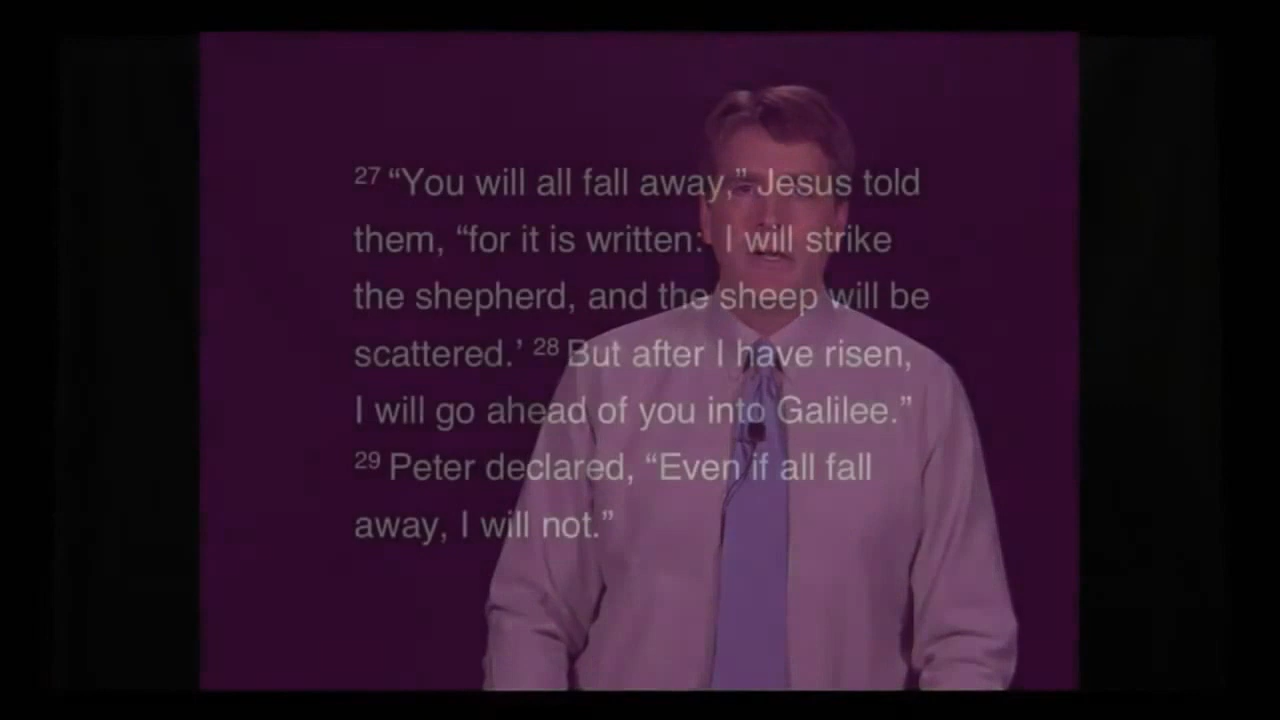 27 “You will all fall away,” Jesus told
them, “for it is written: I will strike
the shepherd, and the sheep will be
scattered.’ 28 But after I have risen,
I will go ahead of you into Galilee.”
29 Peter declared, “Even if all fall
away, I will not.”